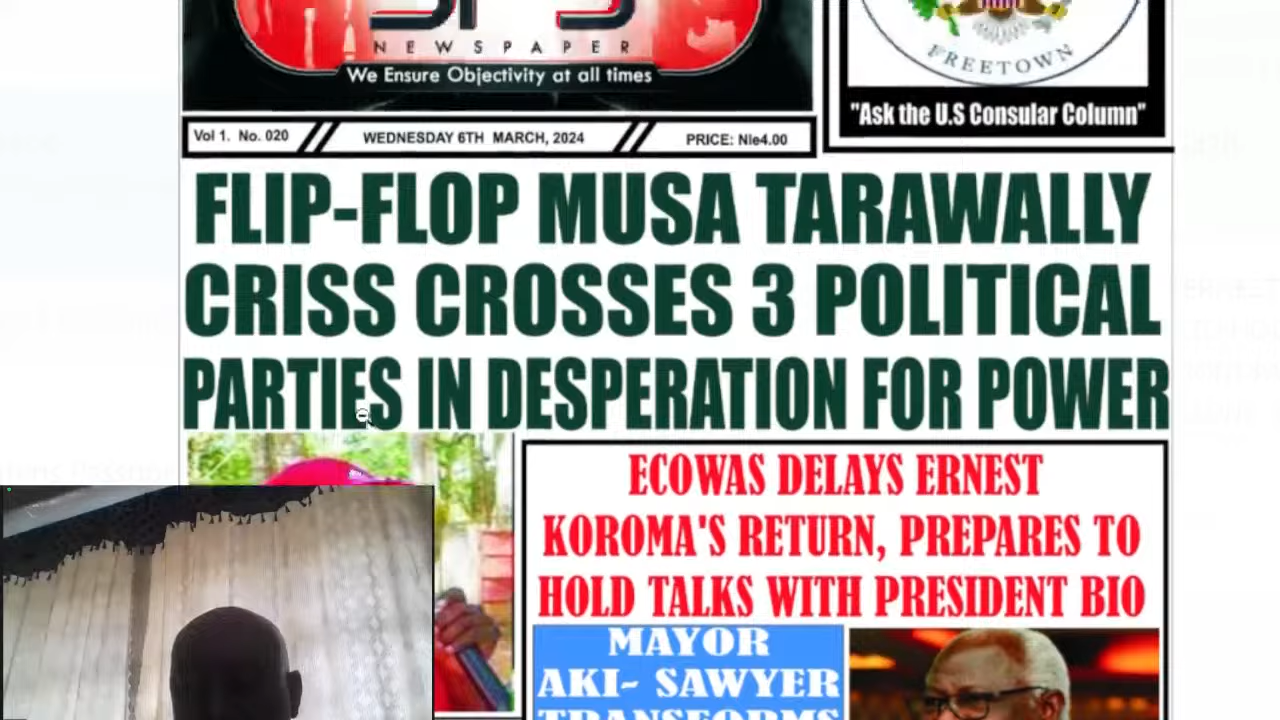 NEWSPAPER
We Ensure Objectivity at all times
FREETOWN
"Ask the U.S Consular Column"
Vol 1. No. 020
WEDNESDAY 6TH MARCH, 2024
PRICE: Nle4.00
FLIP-FLOP MUSA TARAWALLY
CRISS CROSSES 3 POLITICAL
PARTIES IN DESPERATION FOR POWER
ECOWAS DELAYS ERNEST
KOROMA'S RETURN, PREPARES TO
HOLD TALKS WITH PRESIDENT BIO
MAYOR
AKI- SAWYER
TRANSFORMS